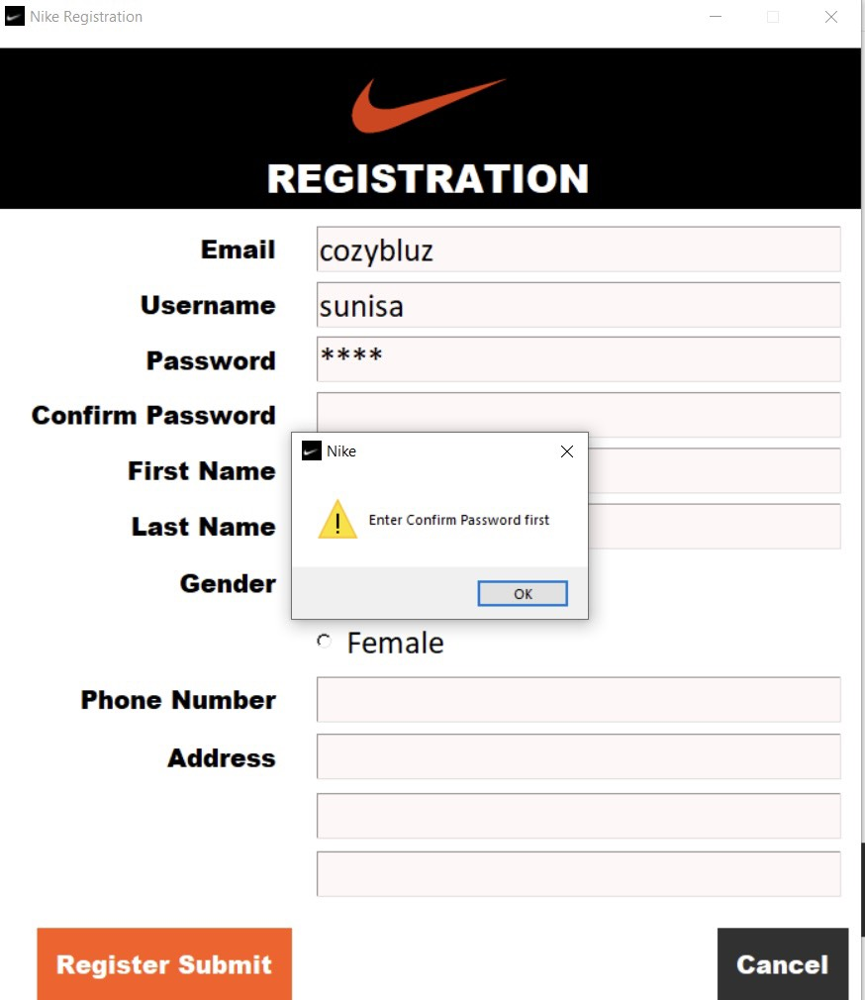 Nike Registration
REGISTRATION
Email
cozybluz
Username
sunisa
Password
****
Confirm Password
First Name
Last Name
Nike
Enter Confirm Password first
OK
Gender
Female
Phone Number
Address
Register Submit
Cancel